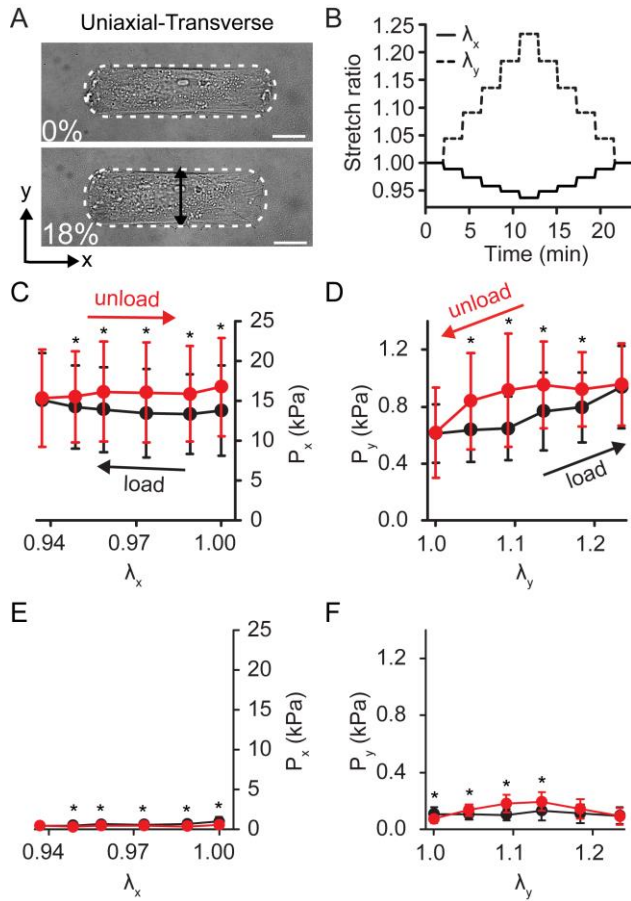 A
Uniaxial-Transverse
0%
18%
y
x
B
λx
λy
Stretch ratio
1.25
1.20
1.15
1.10
1.05
1.00
0.95
0 5 10 15 20
Time (min)
C
unload
load
* * * * *
25
20
15
10
5
0
Px (kPa)
0.94 0.97 1.00
λx
D
unload
load
* * * *
Py (kPa)
1.2
0.8
0.4
0.0
1.0 1.1 1.2
λy
E
* * * * *
25
20
15
10
5
0
Px (kPa)
0.94 0.97 1.00
λx
F
* * * *
Py (kPa)
1.2
0.8
0.4
0.0
1.0 1.1 1.2
λy